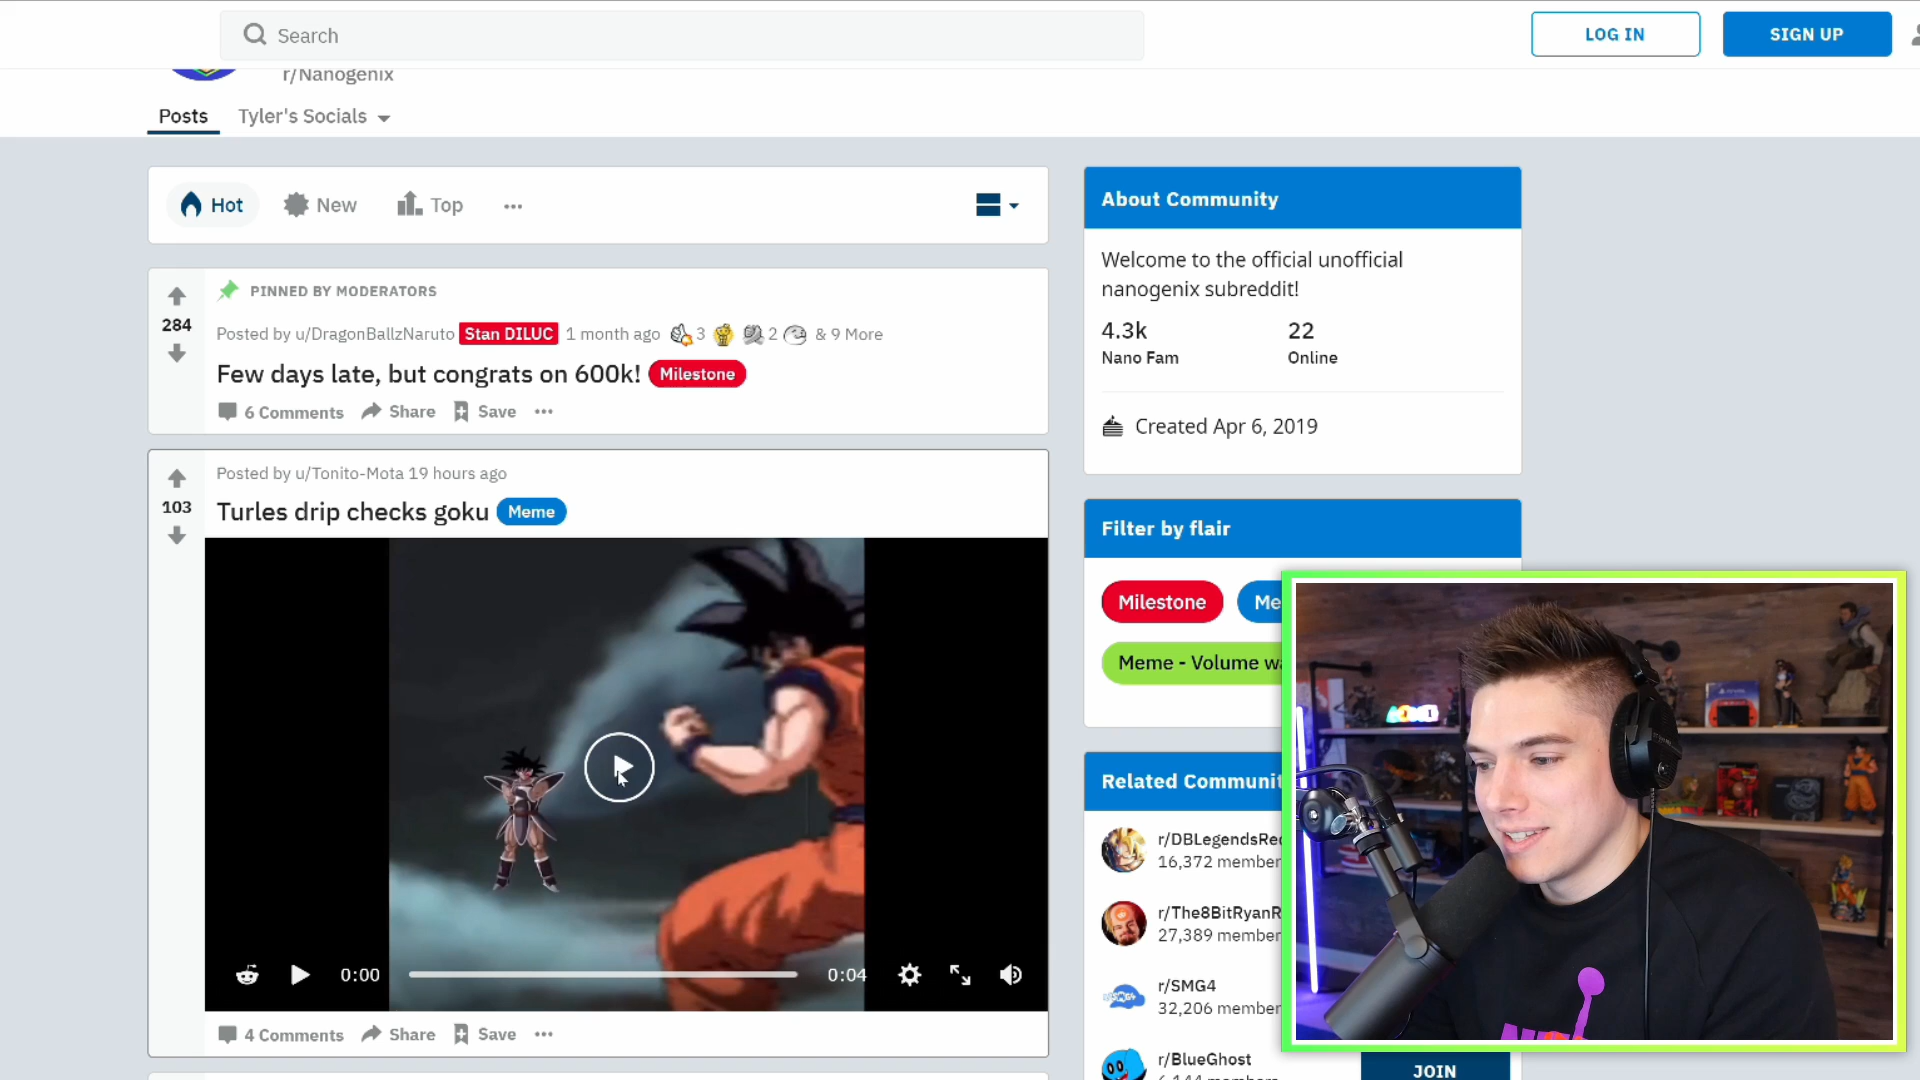 Search
LOG IN
SIGN UP
r/Nanogenix
Posts
Tyler's Socials
Hot
New
Top
PINNED BY MODERATORS
284
Posted by u/DragonBallzNaruto Stan DILUC 1 month ago 3 2 & 9 More
Few days late, but congrats on 600k! Milestone
6 Comments Share Save
Posted by u/Tonito-Mota 19 hours ago
103
Turles drip checks goku Meme
0:00
0:04
4 Comments Share Save
About Community
Welcome to the official unofficial
nanogenix subreddit!
4.3k 22
Nano Fam Online
Created Apr 6, 2019
Filter by flair
Milestone Me
Meme - Volume wa
Related Communit
r/DBLegendsRed
16,372 member
r/The8BitRyanR
27,389 member
r/SMG4
32,206 member
r/BlueGhost
JOIN